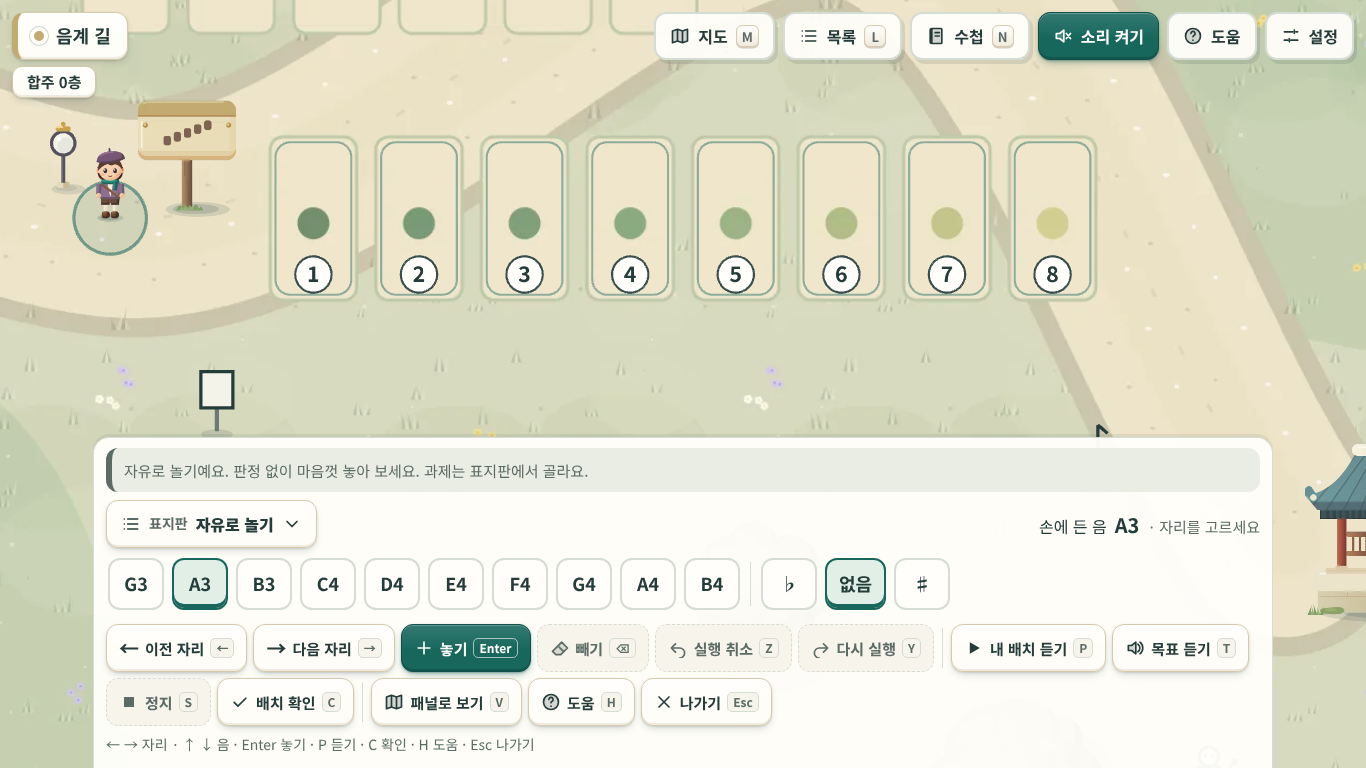 음계 길
지도 M
목록 L
수첩 N
소리 켜기
도움
설정
합주 0층
1 2 3 4 5 6 7 8
자유로 놀기예요. 판정 없이 마음껏 놓아 보세요. 과제는 표지판에서 골라요.
표지판 자유로 놀기
손에 든 음 A3 · 자리를 고르세요
G3 A3 B3 C4 D4 E4 F4 G4 A4 B4 ♭ 없음 ♯
← 이전 자리 ←
→ 다음 자리 →
+ 놓기 Enter
빼기 ⌫
실행 취소 Z
다시 실행 Y
내 배치 듣기 P
목표 듣기 T
정지 S
배치 확인 C
패널로 보기 V
도움 H
나가기 Esc
← → 자리 · ↑ ↓ 음 · Enter 놓기 · P 듣기 · C 확인 · H 도움 · Esc 나가기